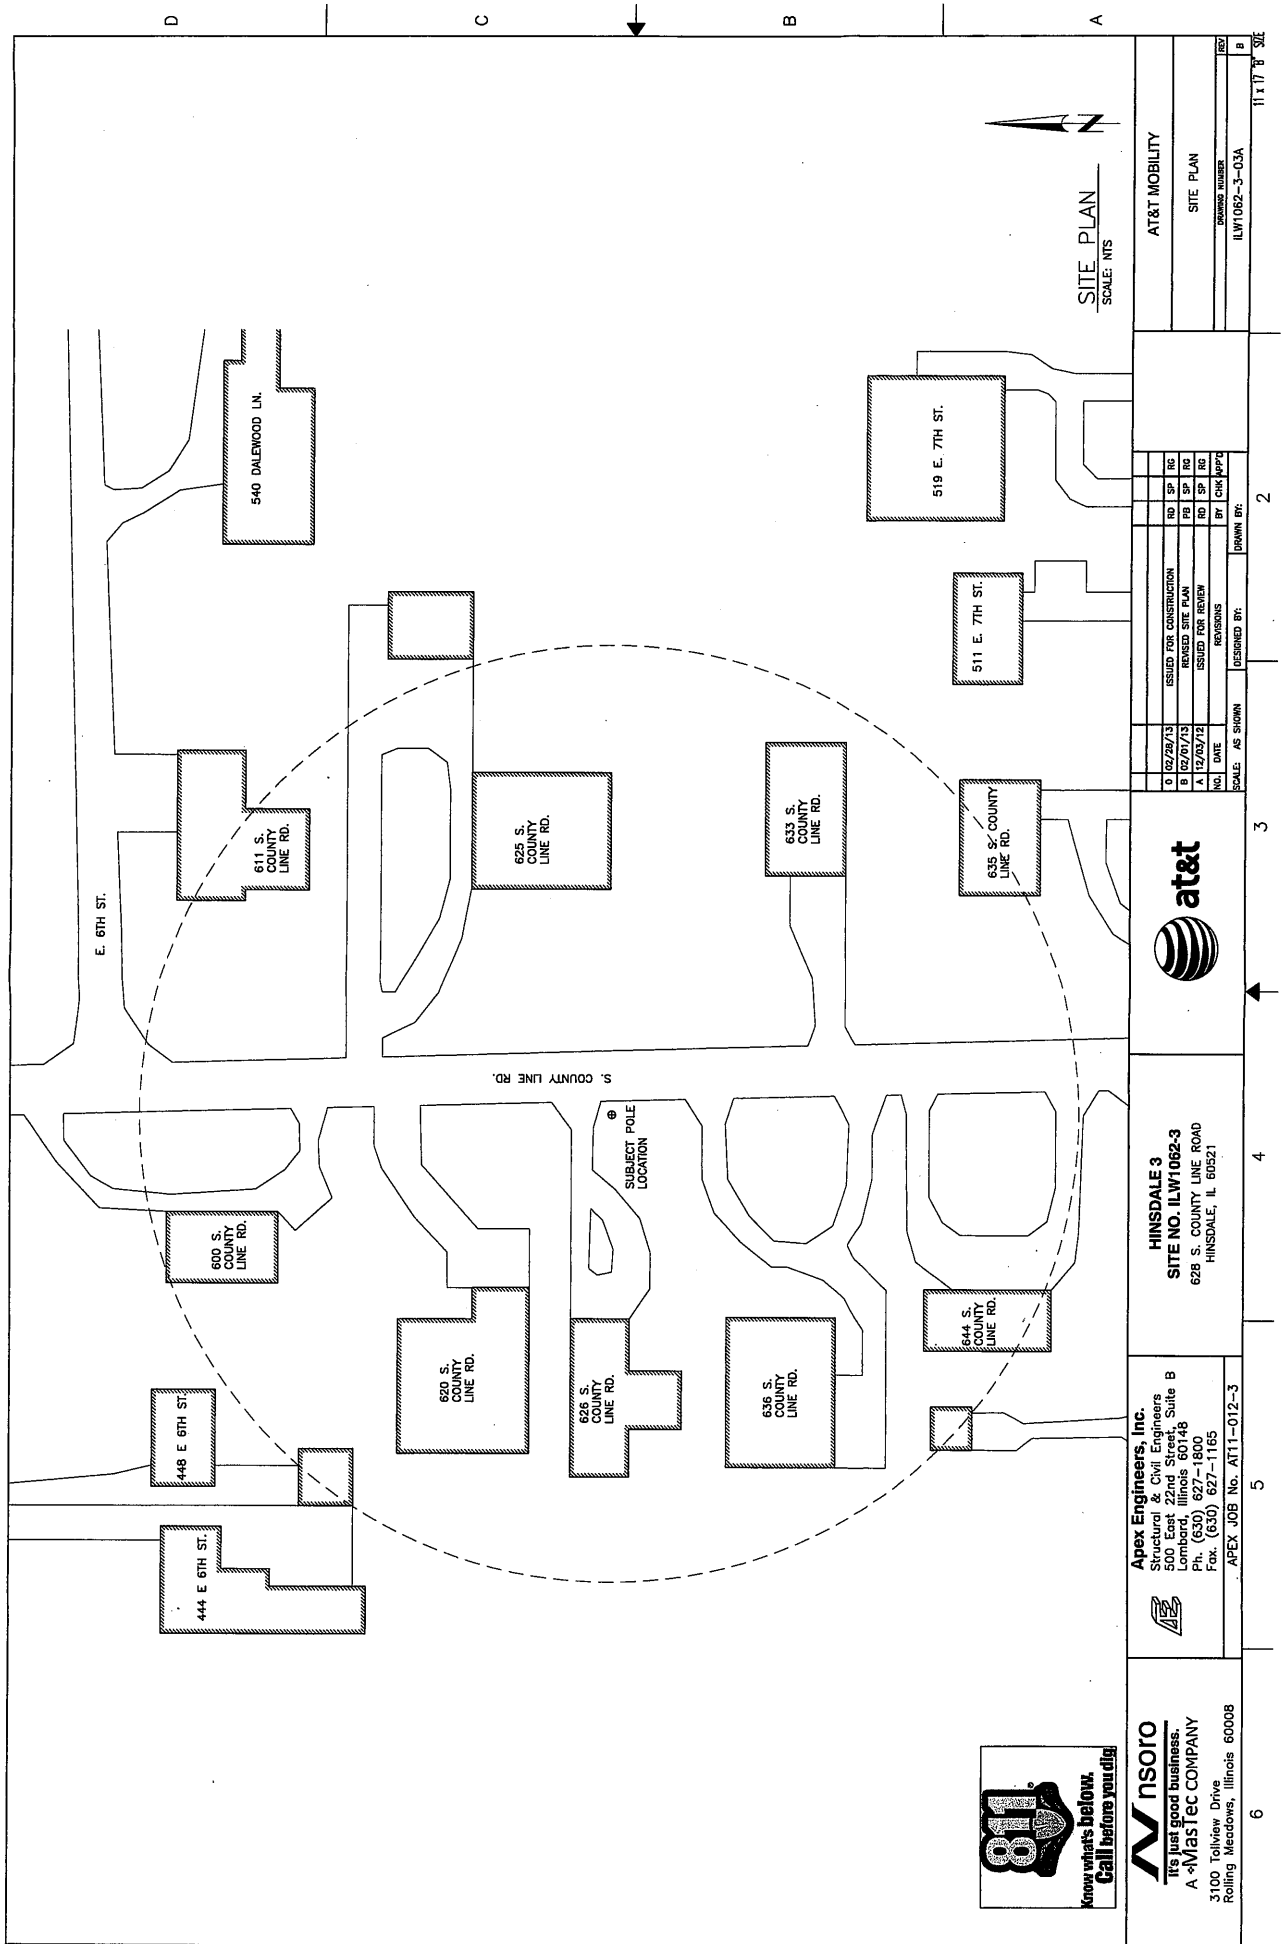 D
C
B
A
E. 6TH ST.
444 E 6TH ST.
448 E 6TH ST.
600 S.
COUNTY
LINE RD.
611 S.
COUNTY
LINE RD.
540 DALEWOOD LN.
620 S.
COUNTY
LINE RD.
S. COUNTY LINE RD.
625 S.
COUNTY
LINE RD.
626 S.
COUNTY
LINE RD.
SUBJECT POLE
LOCATION
636 S.
COUNTY
LINE RD.
633 S.
COUNTY
LINE RD.
519 E. 7TH ST.
644 S.
COUNTY
LINE RD.
635 S. COUNTY
LINE RD.
511 E. 7TH ST.
811
Know what's below.
Call before you dig
SITE PLAN
SCALE: NTS
N
nsoro
It's just good business.
A MasTec COMPANY
3100 Tollview Drive
Rolling Meadows, Illinois 60008
AE
Apex Engineers, Inc.
Structural & Civil Engineers
500 East 22nd Street, Suite B
Lombard, Illinois 60148
Ph. (630) 627-1800
Fax. (630) 627-1165
APEX JOB No. AT11-012-3
HINSDALE 3
SITE NO. ILW1062-3
628 S. COUNTY LINE ROAD
HINSDALE, IL 60521
at&t
0 02/28/13 ISSUED FOR CONSTRUCTION RD SP RG
B 02/01/13 REVISED SITE PLAN PB SP RG
A 12/03/12 ISSUED FOR REVIEW RD SP RG
NO. DATE REVISIONS BY CHK APP'D
SCALE: AS SHOWN DESIGNED BY: DRAWN BY:
AT&T MOBILITY
SITE PLAN
DRAWING NUMBER REV
ILW1062-3-03A B
6 5 4 3 2
11 x 17 "B" SIZE